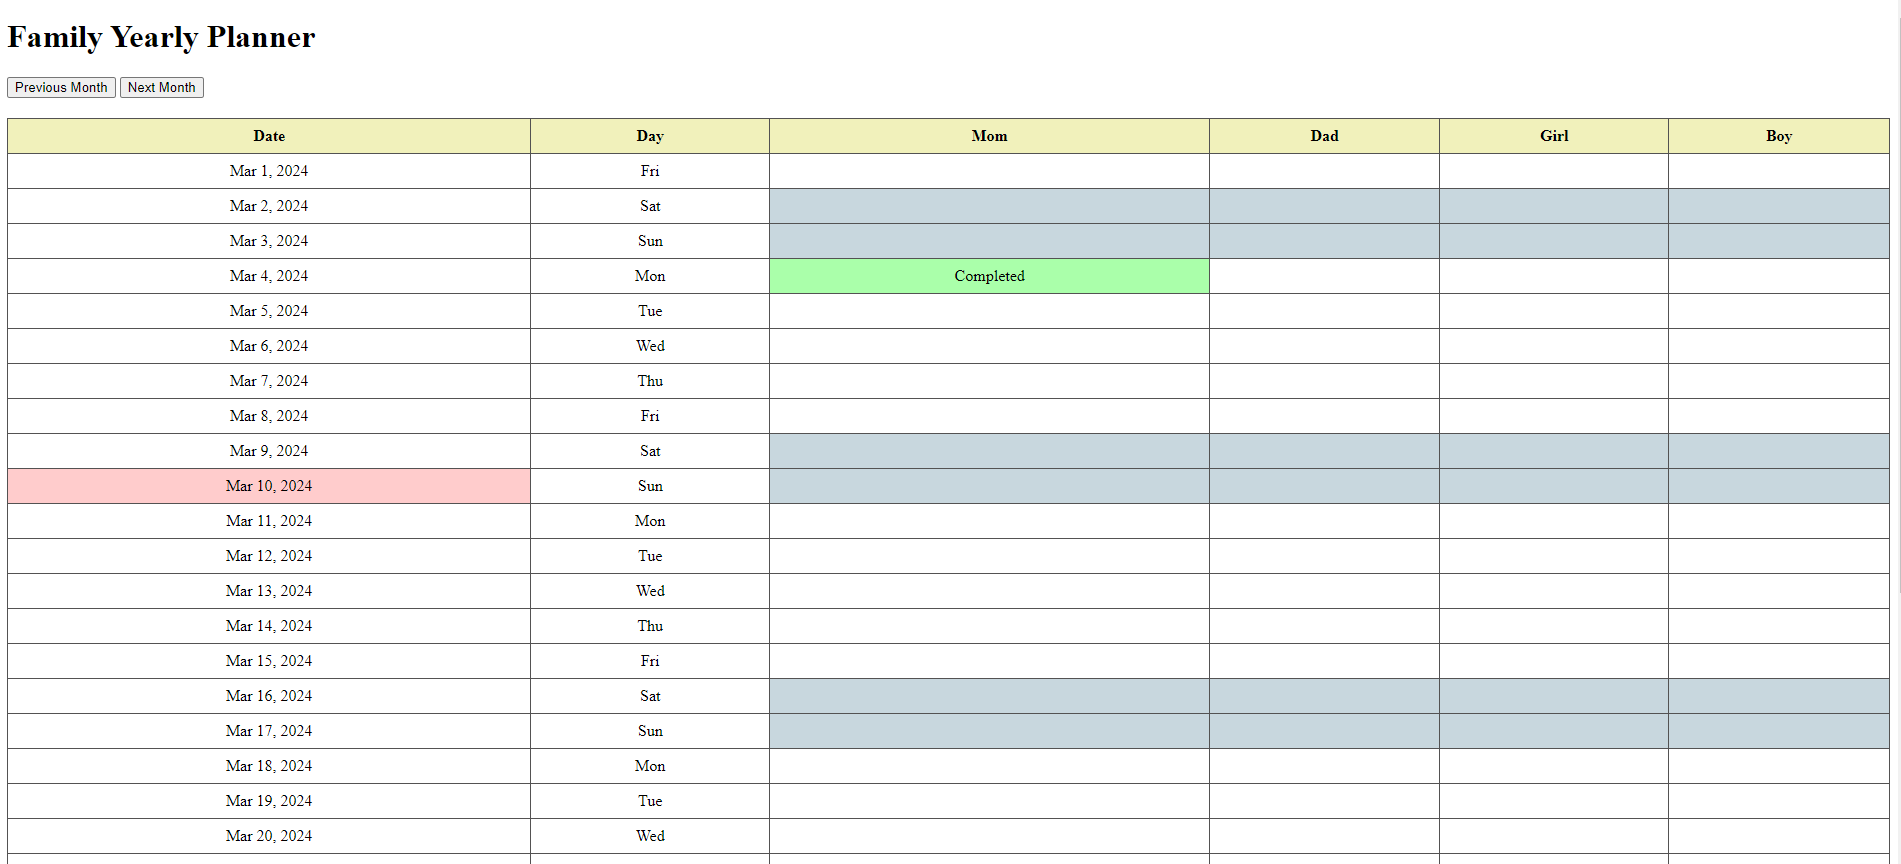 Family Yearly Planner
Previous Month Next Month
Date Day Mom Dad Girl Boy
Mar 1, 2024 Fri
Mar 2, 2024 Sat
Mar 3, 2024 Sun
Mar 4, 2024 Mon Completed
Mar 5, 2024 Tue
Mar 6, 2024 Wed
Mar 7, 2024 Thu
Mar 8, 2024 Fri
Mar 9, 2024 Sat
Mar 10, 2024 Sun
Mar 11, 2024 Mon
Mar 12, 2024 Tue
Mar 13, 2024 Wed
Mar 14, 2024 Thu
Mar 15, 2024 Fri
Mar 16, 2024 Sat
Mar 17, 2024 Sun
Mar 18, 2024 Mon
Mar 19, 2024 Tue
Mar 20, 2024 Wed